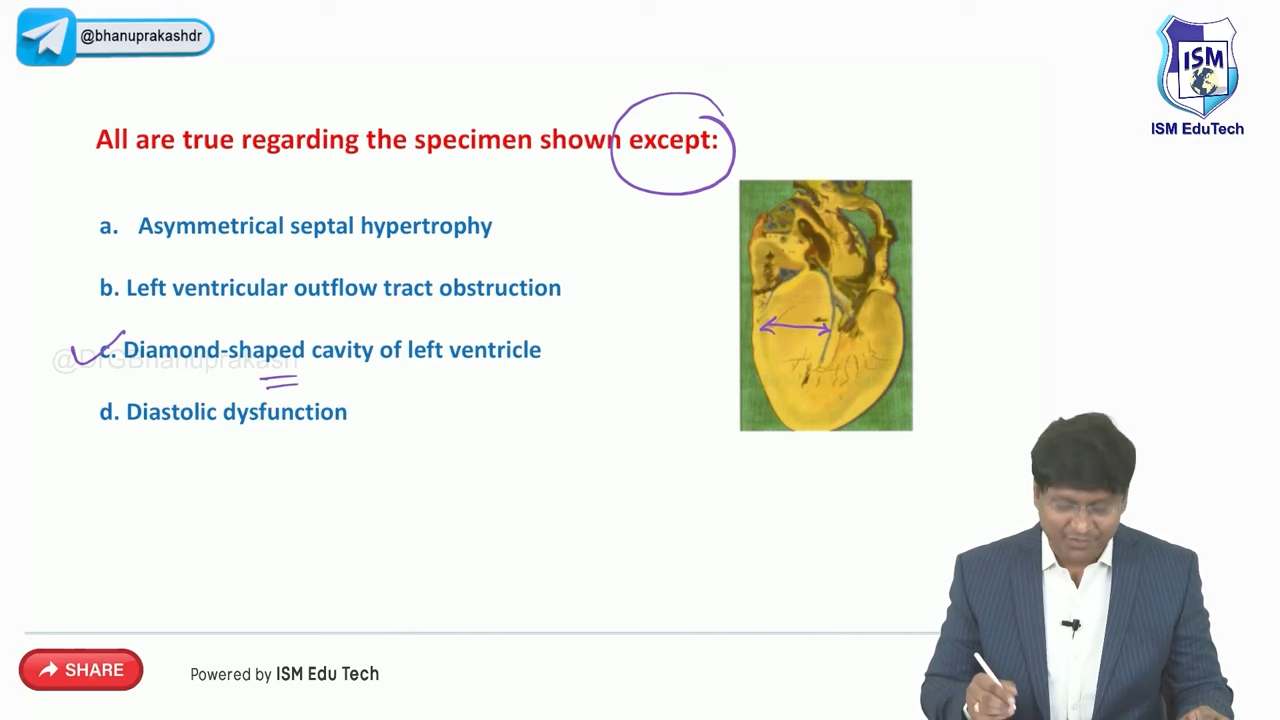 @bhanuprakashdr
ISM
ISM EduTech
All are true regarding the specimen shown except:
a. Asymmetrical septal hypertrophy
b. Left ventricular outflow tract obstruction
c. Diamond-shaped cavity of left ventricle
@DrGBhanuprakash
d. Diastolic dysfunction
SHARE
Powered by ISM Edu Tech